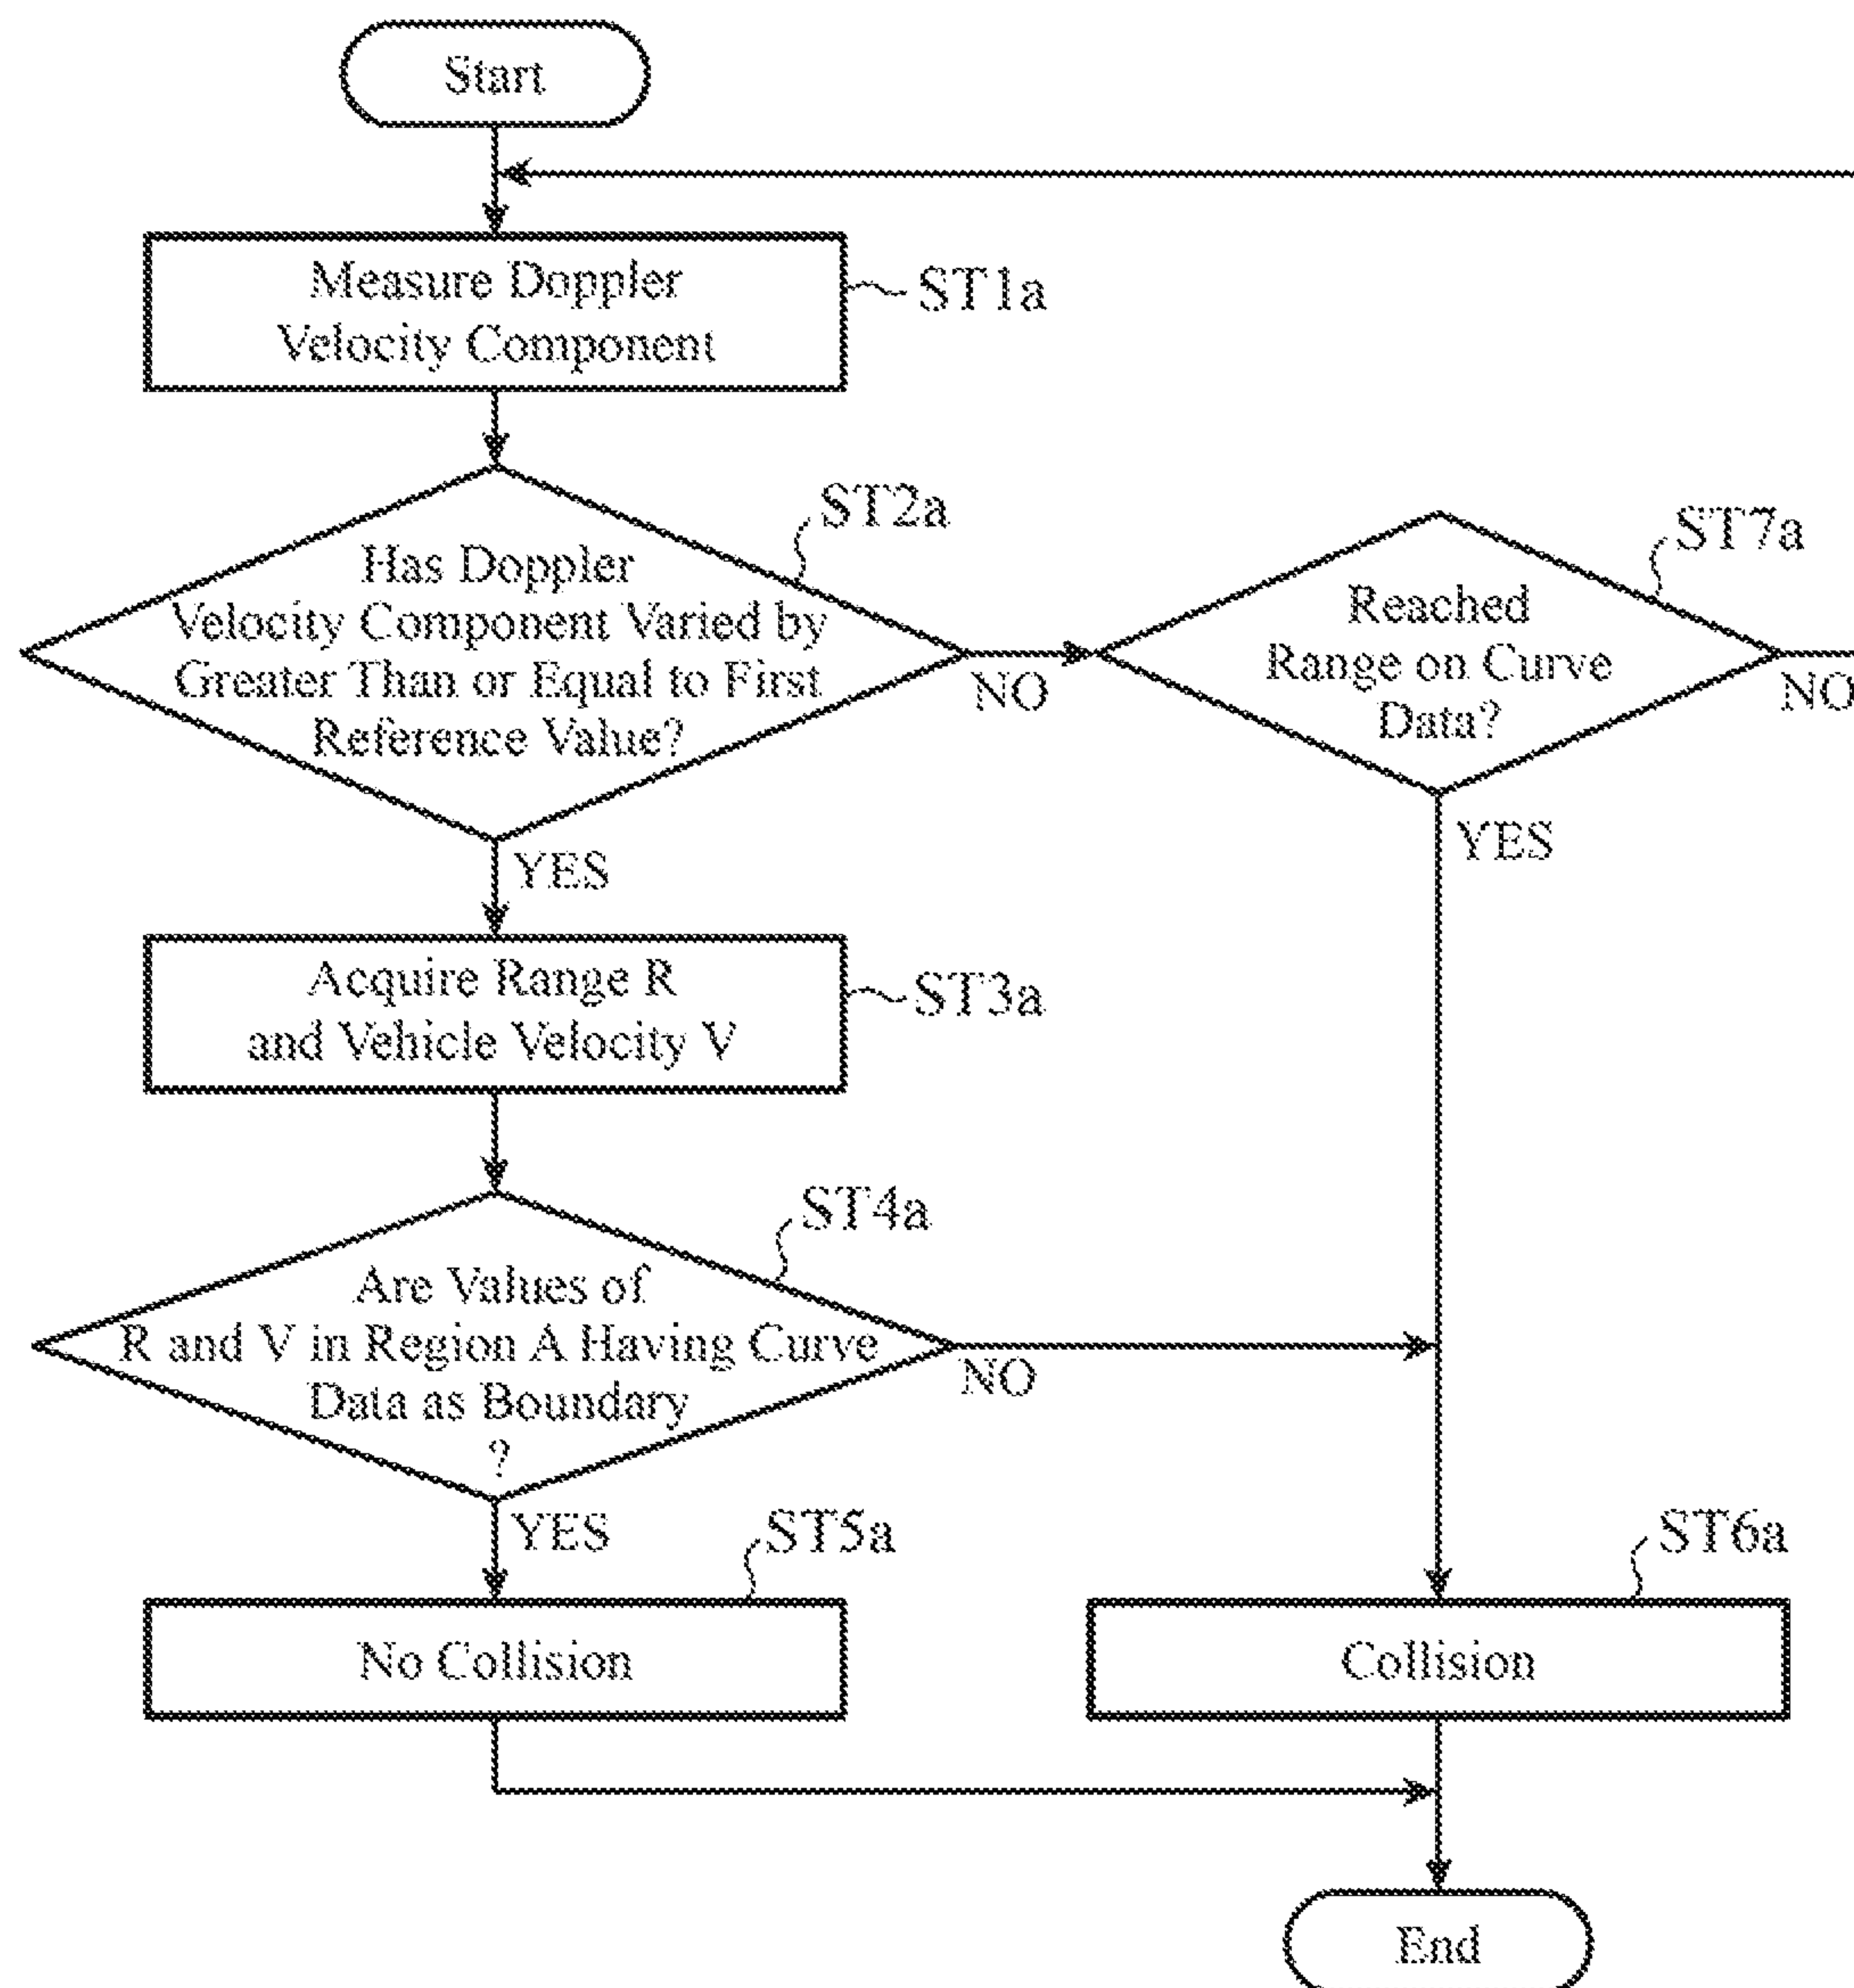 Start
Measure Doppler
Velocity Component
ST1a
Has Doppler
Velocity Component Varied by
Greater Than or Equal to First
Reference Value?
ST2a
NO
Reached
Range on Curve
Data?
ST7a
NO
YES
YES
Acquire Range R
and Vehicle Velocity V
ST3a
Are Values of
R and V in Region A Having Curve
Data as Boundary
?
ST4a
NO
YES
No Collision
ST5a
Collision
ST6a
End